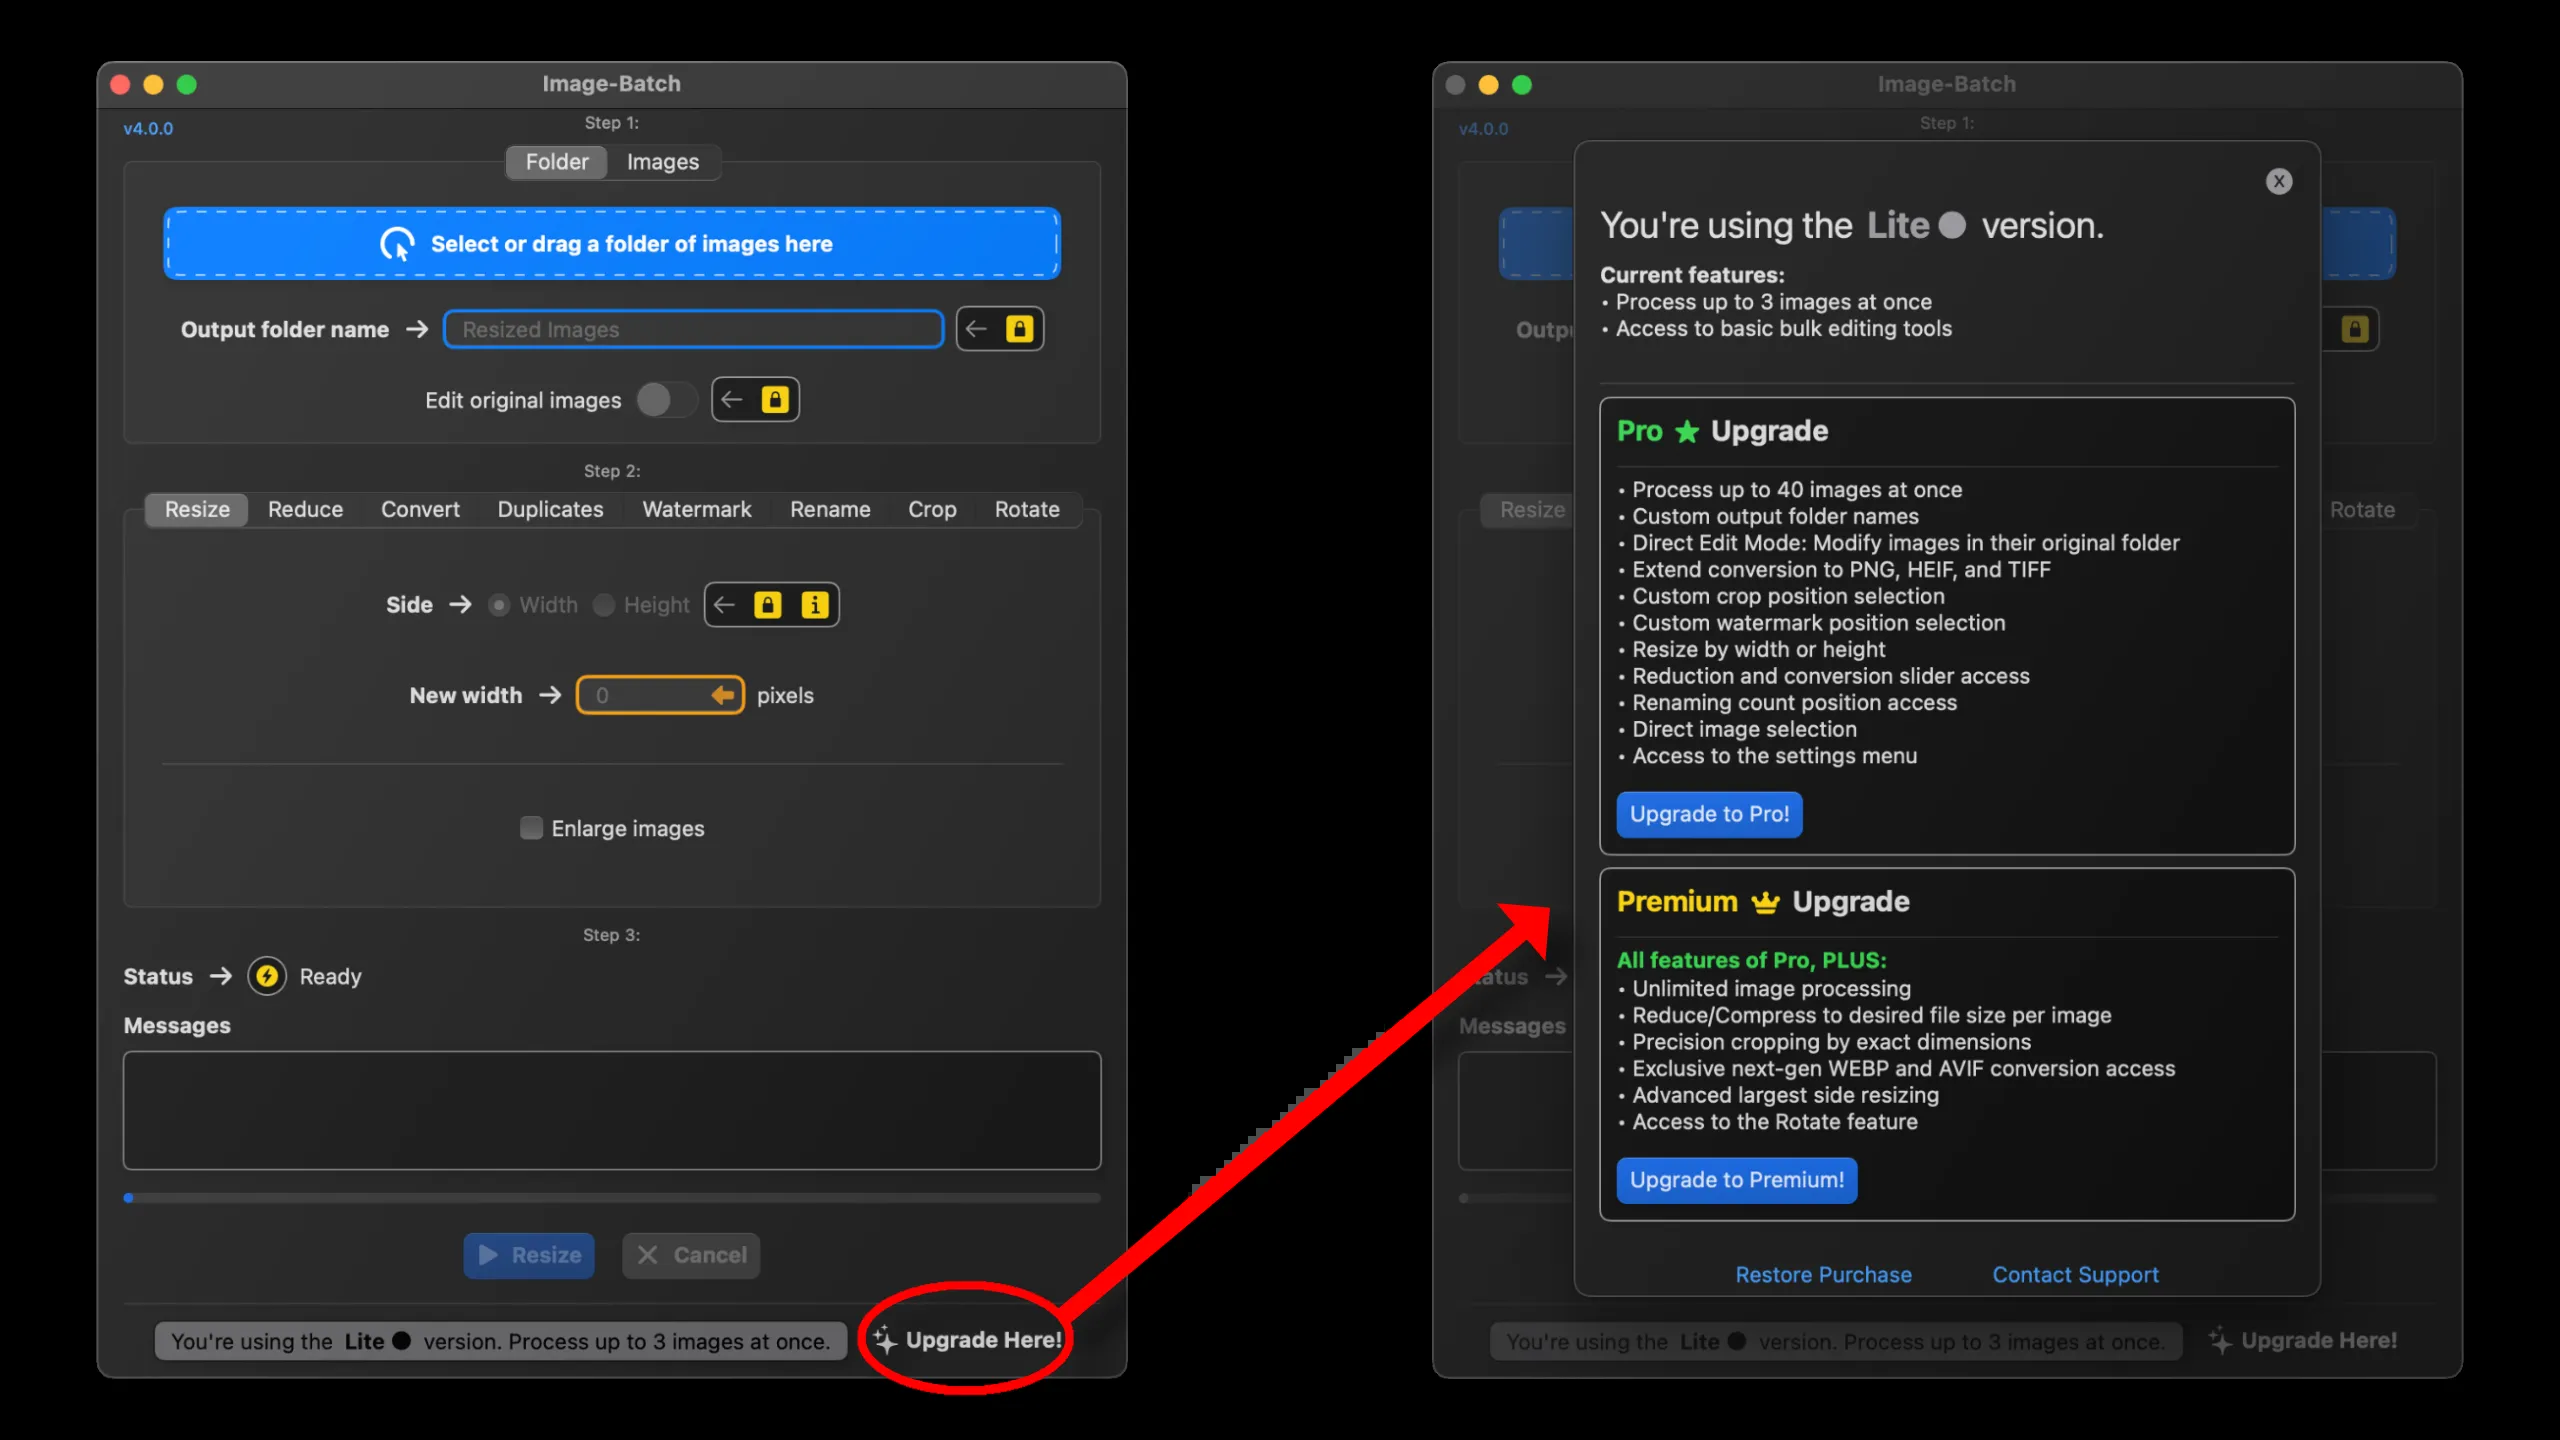 Image-Batch
v4.0.0
Step 1:
Folder
Images
Select or drag a folder of images here
Output folder name → Resized Images ←
Edit original images ←
Step 2:
Resize
Reduce
Convert
Duplicates
Watermark
Rename
Crop
Rotate
Side → Width Height ← i
New width → 0 pixels
Enlarge images
Step 3:
Status → Ready
Messages
Resize
Cancel
You're using the Lite version. Process up to 3 images at once.
Upgrade Here!
Image-Batch
v4.0.0
Step 1:
X
You're using the Lite version.
Current features:
• Process up to 3 images at once
• Access to basic bulk editing tools
Outp
Pro ★ Upgrade
• Process up to 40 images at once
• Custom output folder names
• Direct Edit Mode: Modify images in their original folder
• Extend conversion to PNG, HEIF, and TIFF
• Custom crop position selection
• Custom watermark position selection
• Resize by width or height
• Reduction and conversion slider access
• Renaming count position access
• Direct image selection
• Access to the settings menu
Upgrade to Pro!
Resize
Rotate
Premium Upgrade
All features of Pro, PLUS:
• Unlimited image processing
• Reduce/Compress to desired file size per image
• Precision cropping by exact dimensions
• Exclusive next-gen WEBP and AVIF conversion access
• Advanced largest side resizing
• Access to the Rotate feature
Upgrade to Premium!
atus →
Messages
Restore Purchase
Contact Support
You're using the Lite version. Process up to 3 images at once.
Upgrade Here!